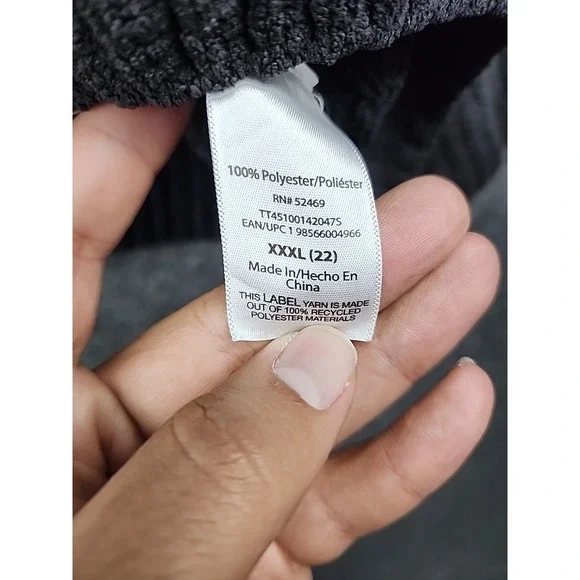 100% Polyester/Poliéster
RN# 52469
TT45100142047S
EAN/UPC 1 98566004966
XXXL (22)
Made In/Hecho En
China
THIS LABEL YARN IS MADE
OUT OF 100% RECYCLED
POLYESTER MATERIALS